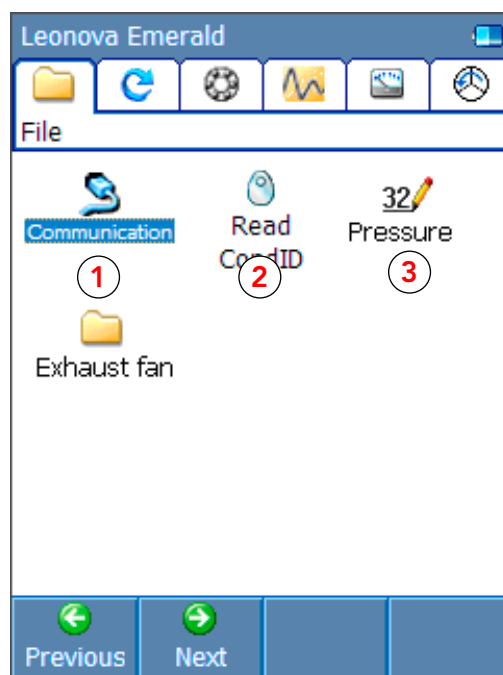 Leonova Emerald
File
Communication
Read
CondID
32
Pressure
1
2
3
Exhaust fan
Previous
Next